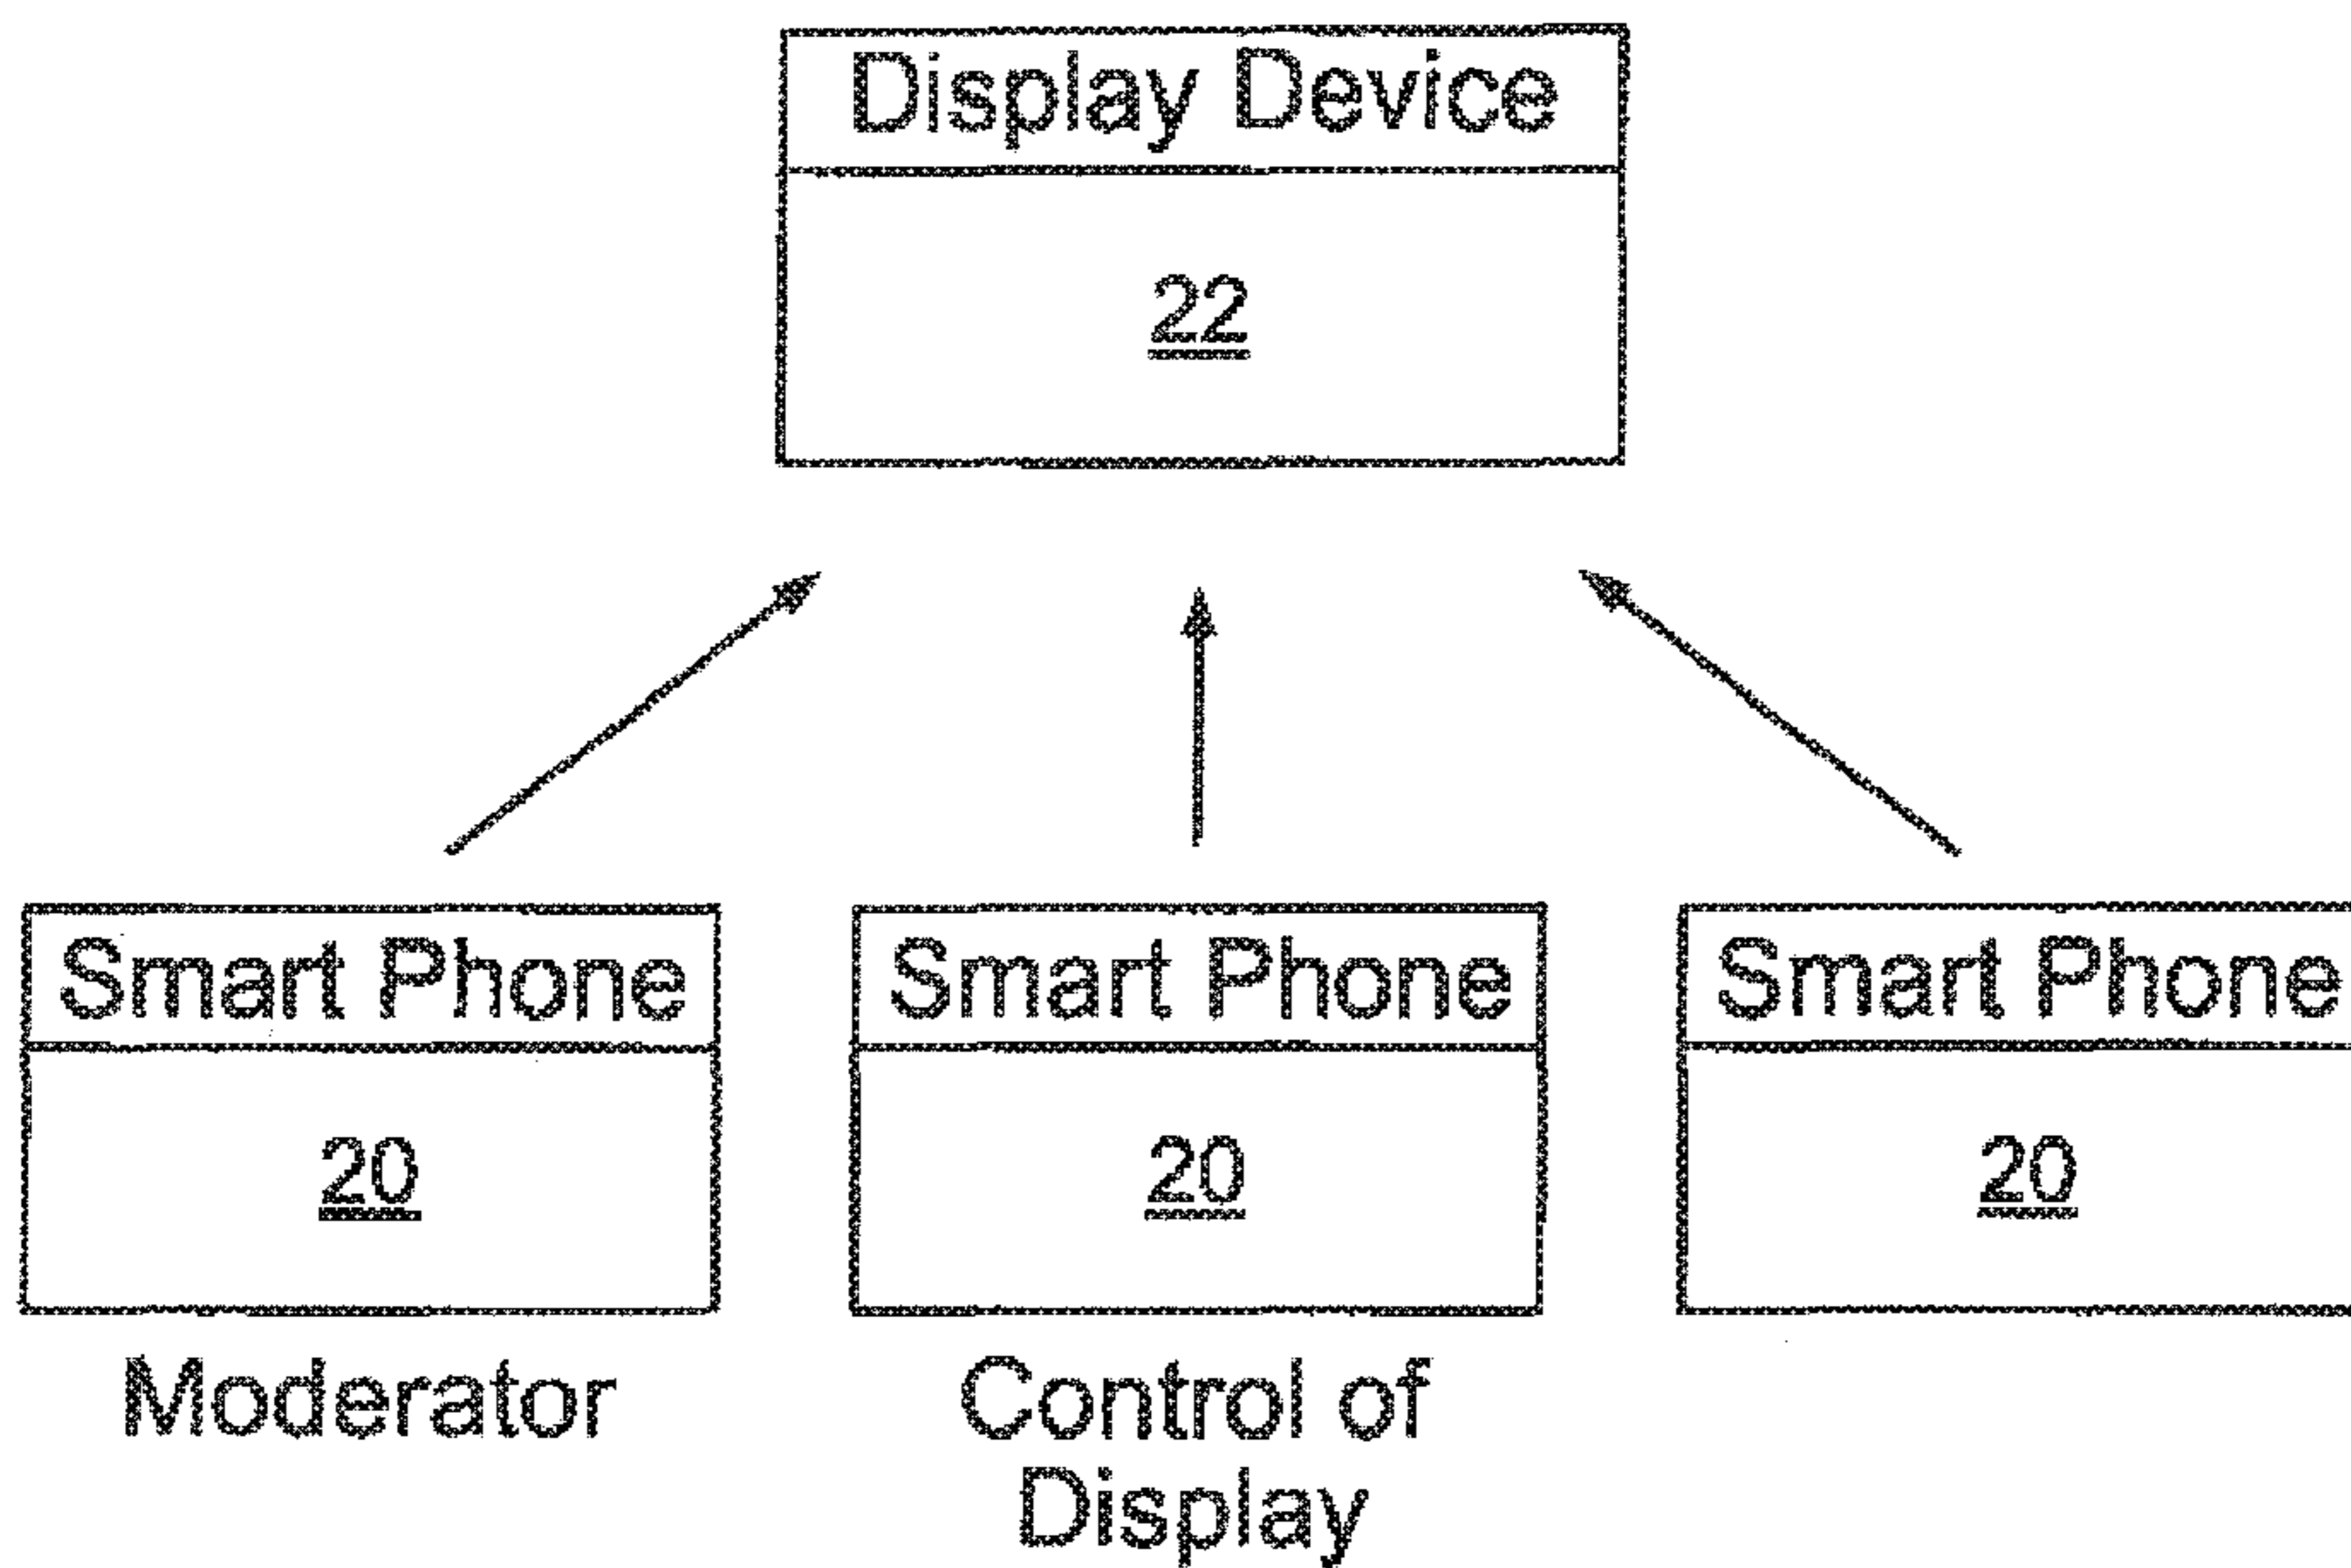 Display Device
22
Smart Phone Smart Phone Smart Phone
20 20 20
Moderator Control of
Display